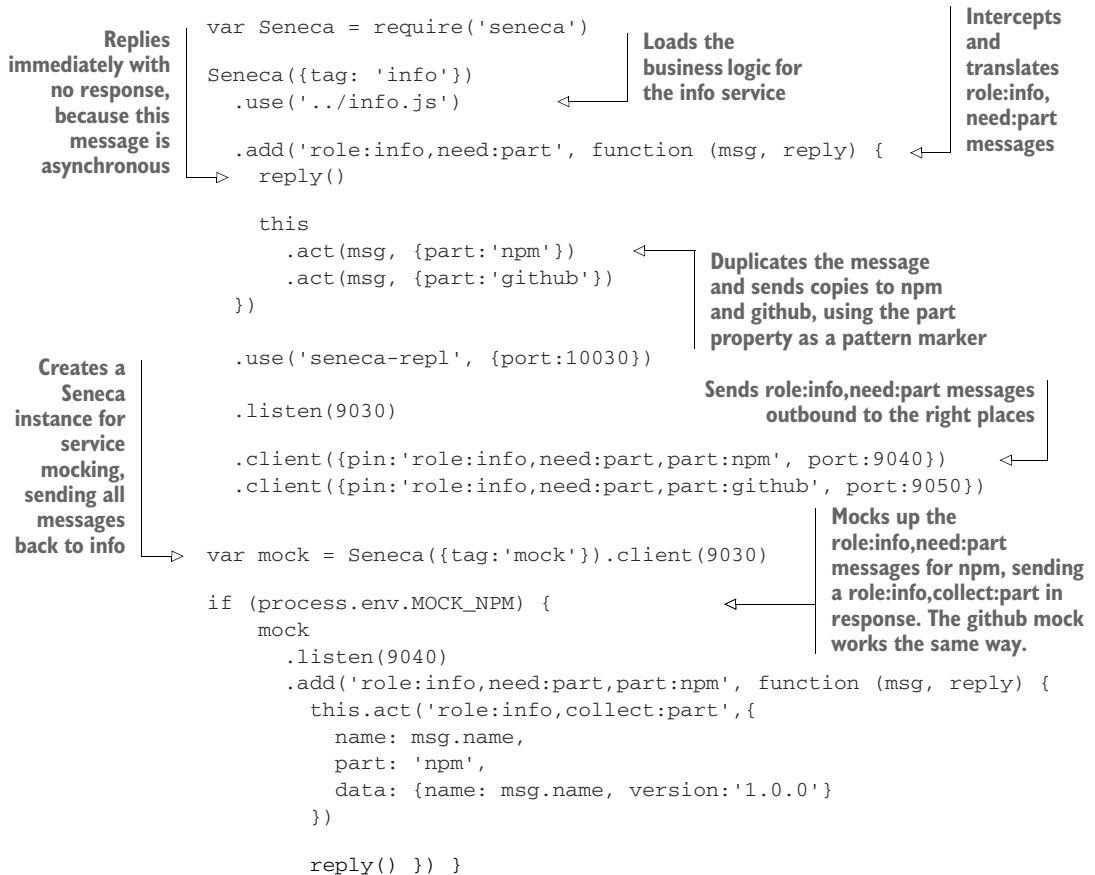 var Seneca = require('seneca')
Replies
immediately with
no response,
because this
message is
asynchronous
Seneca({tag: 'info'})
.use('../info.js')
Loads the
business logic for
the info service
Intercepts
and
translates
role:info,
need:part
messages
.add('role:info,need:part', function (msg, reply) {
reply()
this
.act(msg, {part:'npm'})
.act(msg, {part:'github'})
})
Duplicates the message
and sends copies to npm
and github, using the part
property as a pattern marker
.use('seneca-repl', {port:10030})
.listen(9030)
Sends role:info,need:part messages
outbound to the right places
.client({pin:'role:info,need:part,part:npm', port:9040})
.client({pin:'role:info,need:part,part:github', port:9050})
Creates a
Seneca
instance for
service
mocking,
sending all
messages
back to info
var mock = Seneca({tag:'mock'}).client(9030)
Mocks up the
role:info,need:part
messages for npm, sending
a role:info,collect:part in
response. The github mock
works the same way.
if (process.env.MOCK_NPM) {
mock
.listen(9040)
.add('role:info,need:part,part:npm', function (msg, reply) {
this.act('role:info,collect:part',{
name: msg.name,
part: 'npm',
data: {name: msg.name, version:'1.0.0'}
})
reply() }) }